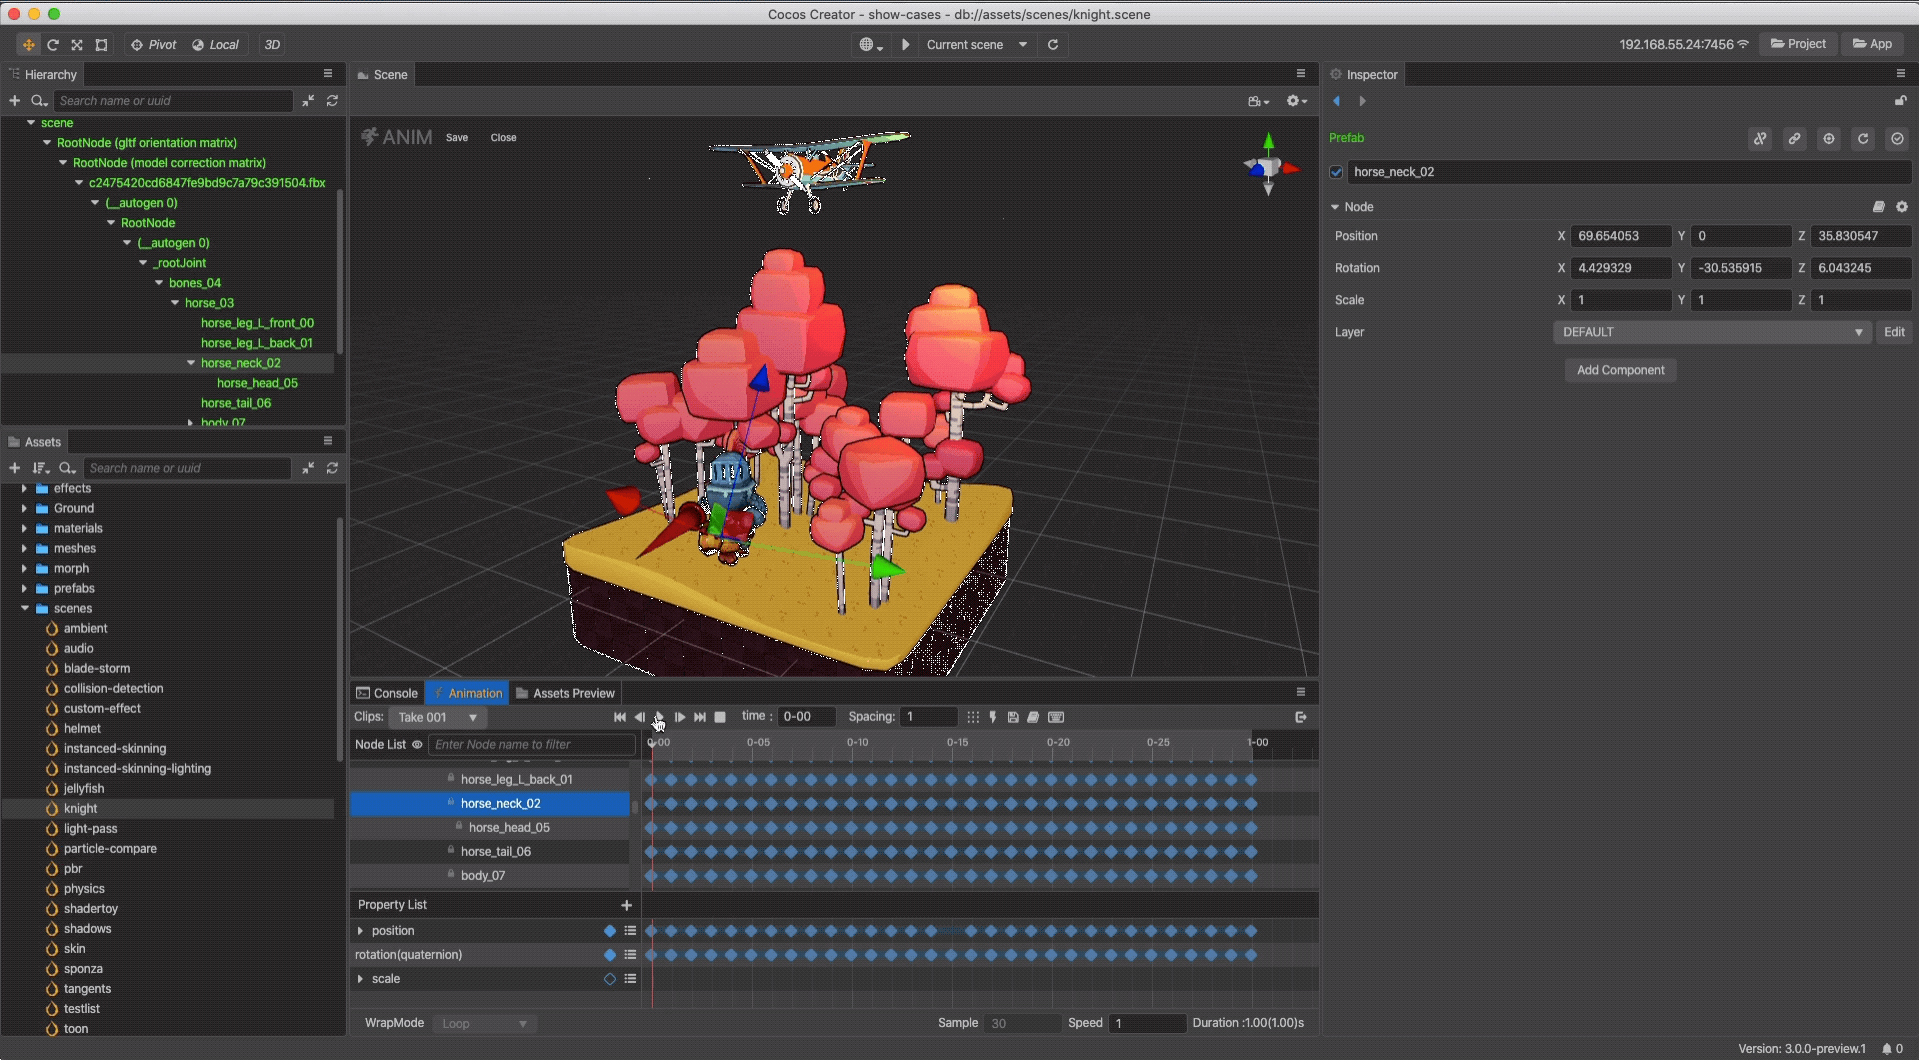 Cocos Creator - show-cases - db://assets/scenes/knight.scene
Pivot
Local
3D
Current scene
192.168.55.24:7456
Project
App
Hierarchy
Search name or uuid
scene
RootNode (gltf orientation matrix)
RootNode (model correction matrix)
c2475420cd6847fe9bd9c7a79c391504.fbx
(__autogen 0)
RootNode
(__autogen 0)
_rootJoint
bones_04
horse_03
horse_leg_L_front_00
horse_leg_L_back_01
horse_neck_02
horse_head_05
horse_tail_06
body_07
Assets
Search name or uuid
effects
Ground
materials
meshes
morph
prefabs
scenes
ambient
audio
blade-storm
collision-detection
custom-effect
helmet
instanced-skinning
instanced-skinning-lighting
jellyfish
knight
light-pass
particle-compare
pbr
physics
shadertoy
shadows
skin
sponza
tangents
testlist
toon
Scene
ANIM Save Close
Console
Animation
Assets Preview
Clips: Take 001
time : 0-00
Spacing: 1
Node List
Enter Node name to filter
0-00 0-05 0-10 0-15 0-20 0-25 1-00
horse_leg_L_back_01
horse_neck_02
horse_head_05
horse_tail_06
body_07
Property List
position
rotation(quaternion)
scale
WrapMode Loop
Sample 30 Speed 1 Duration :1.00(1.00)s
Inspector
Prefab
horse_neck_02
Node
Position X 69.654053 Y 0 Z 35.830547
Rotation X 4.429329 Y -30.535915 Z 6.043245
Scale X 1 Y 1 Z 1
Layer DEFAULT Edit
Add Component
Version: 3.0.0-preview.1 0